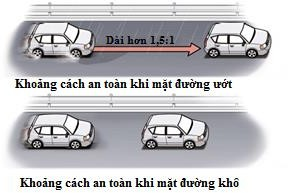 Dài hơn 1,5:1
Khoảng cách an toàn khi mặt đường ướt
Khoảng cách an toàn khi mặt đường khô